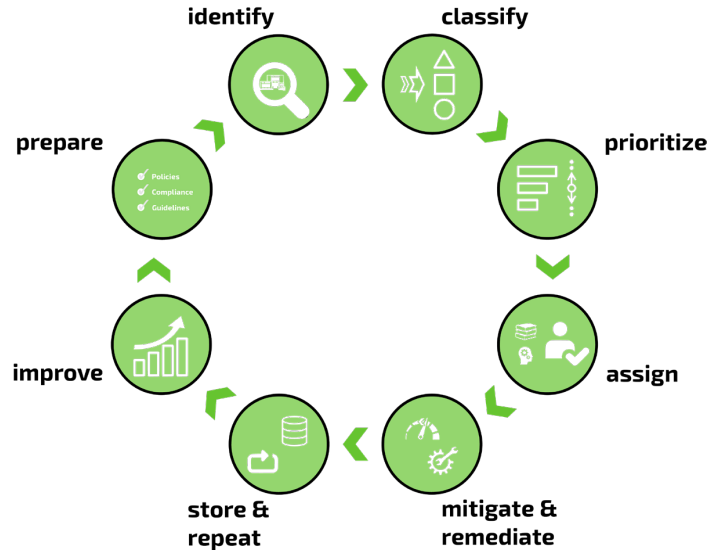 identify
classify
prepare
prioritize
Policies
Compliance
Guidelines
improve
assign
store &
repeat
mitigate &
remediate